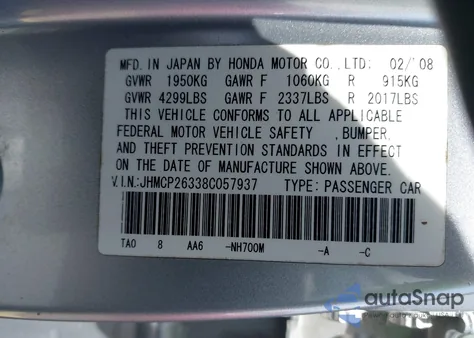 MFD. IN JAPAN BY HONDA MOTOR CO., LTD: 02/'08
GVWR 1950KG GAWR F 1060KG R 915KG
GVWR 4299LBS GAWR F 2337LBS R 2017LBS
THIS VEHICLE CONFORMS TO ALL APPLICABLE
FEDERAL MOTOR VEHICLE SAFETY , BUMPER,
AND THEFT PREVENTION STANDARDS IN EFFECT
ON THE DATE OF MANUFACTURE SHOWN ABOVE.
V.I.N.:JHMCP26338C057937 TYPE: PASSENGER CAR
TA0 8 AA6 -NH700M -A -C
autoSnap